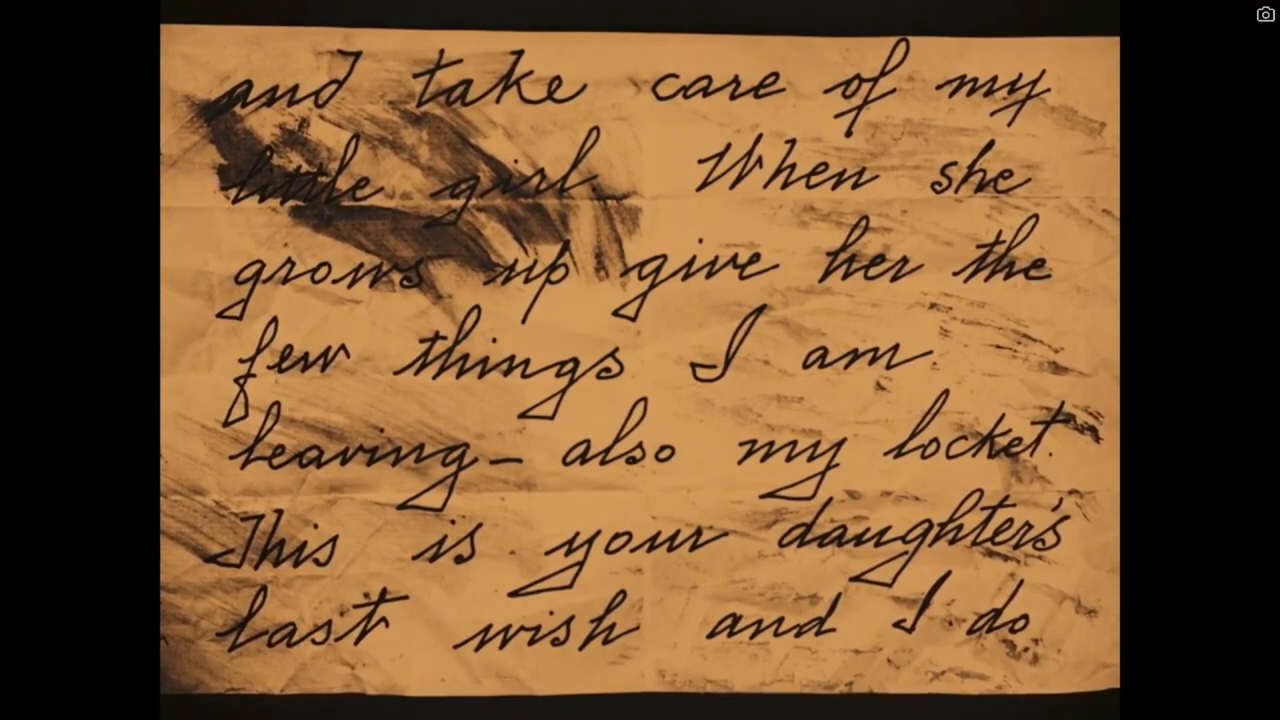 and take care of my
little girl. When she
grows up give her the
few things I am
leaving – also my locket.
This is your daughter's
last wish and I do